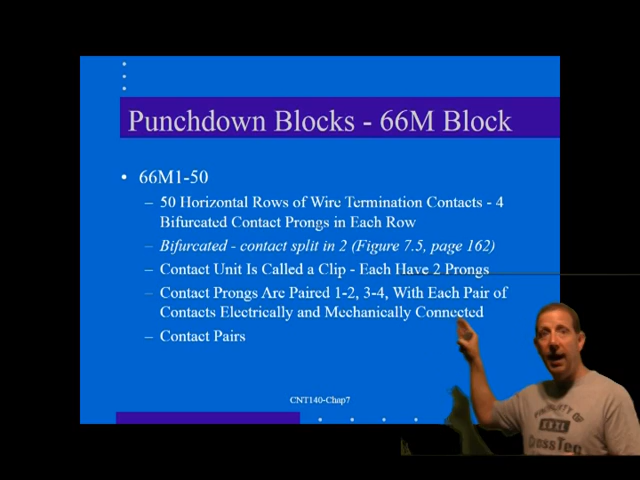 Punchdown Blocks - 66M Block
• 66M1-50
– 50 Horizontal Rows of Wire Termination Contacts - 4
Bifurcated Contact Prongs in Each Row
– Bifurcated - contact split in 2 (Figure 7.5, page 162)
– Contact Unit Is Called a Clip - Each Have 2 Prongs
– Contact Prongs Are Paired 1-2, 3-4, With Each Pair of
Contacts Electrically and Mechanically Connected
– Contact Pairs
CNT140-Chap7
PROPERTY OF
XXL